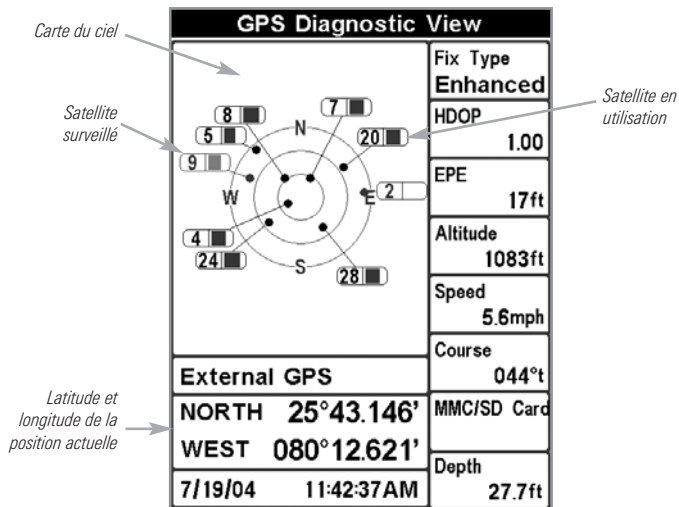 GPS Diagnostic View
Carte du ciel
Satellite
surveillé
Satellite en
utilisation
Latitude et
longitude de la
position actuelle
8
7
5
N
20
9
W
E
2
4
24
S
28
External GPS
NORTH 25°43.146'
WEST 080°12.621'
7/19/04 11:42:37AM
Fix Type
Enhanced
HDOP
1.00
EPE
17ft
Altitude
1083ft
Speed
5.6mph
Course
044°t
MMC/SD Card
Depth
27.7ft